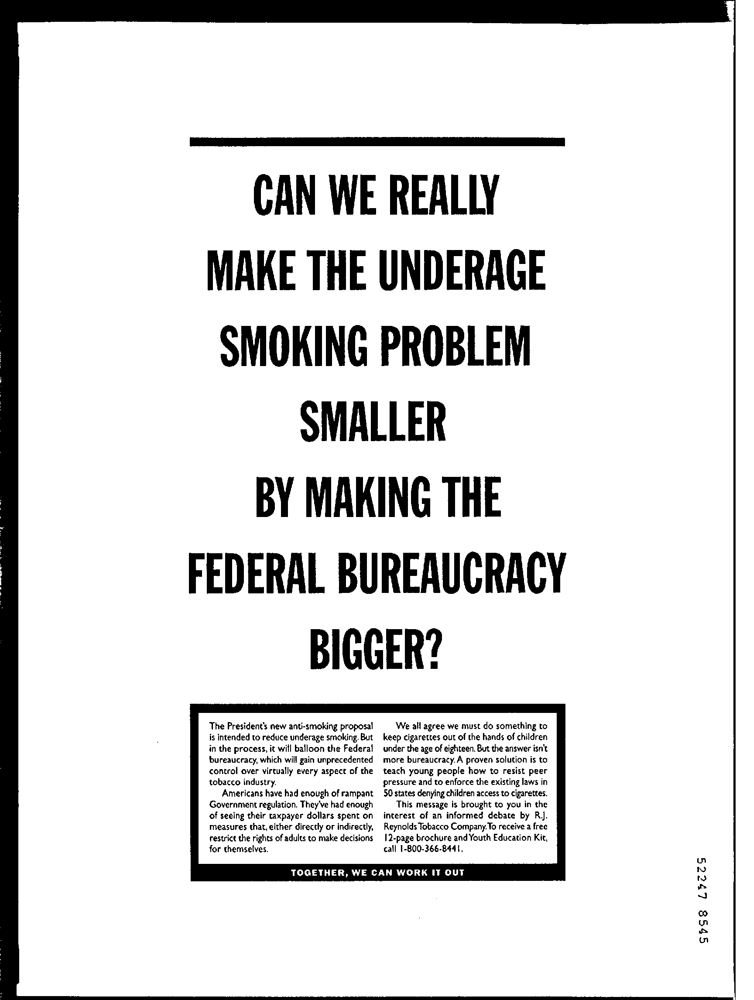 CAN WE REALLY
MAKE THE UNDERAGE
SMOKING PROBLEM
SMALLER
BY MAKING THE
FEDERAL BUREAUCRACY
BIGGER?
The President's new anti-smoking proposal
is intended to reduce underage smoking. But
in the process, it will balloon the Federal
bureaucracy, which will gain unprecedented
control over virtually every aspect of the
tobacco industry.
Americans have had enough of rampant
Government regulation. They've had enough
of seeing their taxpayer dollars spent on
measures that, either directly or indirectly,
restrict the rights of adults to make decisions
for themselves.
We all agree we must do something to
keep cigarettes out of the hands of children
under the age of eighteen. But the answer isn't
more bureaucracy. A proven solution is to
teach young people how to resist peer
pressure and to enforce the existing laws in
50 states denying children access to cigarettes.
This message is brought to you in the
interest of an informed debate by R.J.
Reynolds Tobacco Company. To receive a free
12-page brochure and Youth Education Kit,
call 1-800-366-8441.
TOGETHER, WE CAN WORK IT OUT
52247 8545